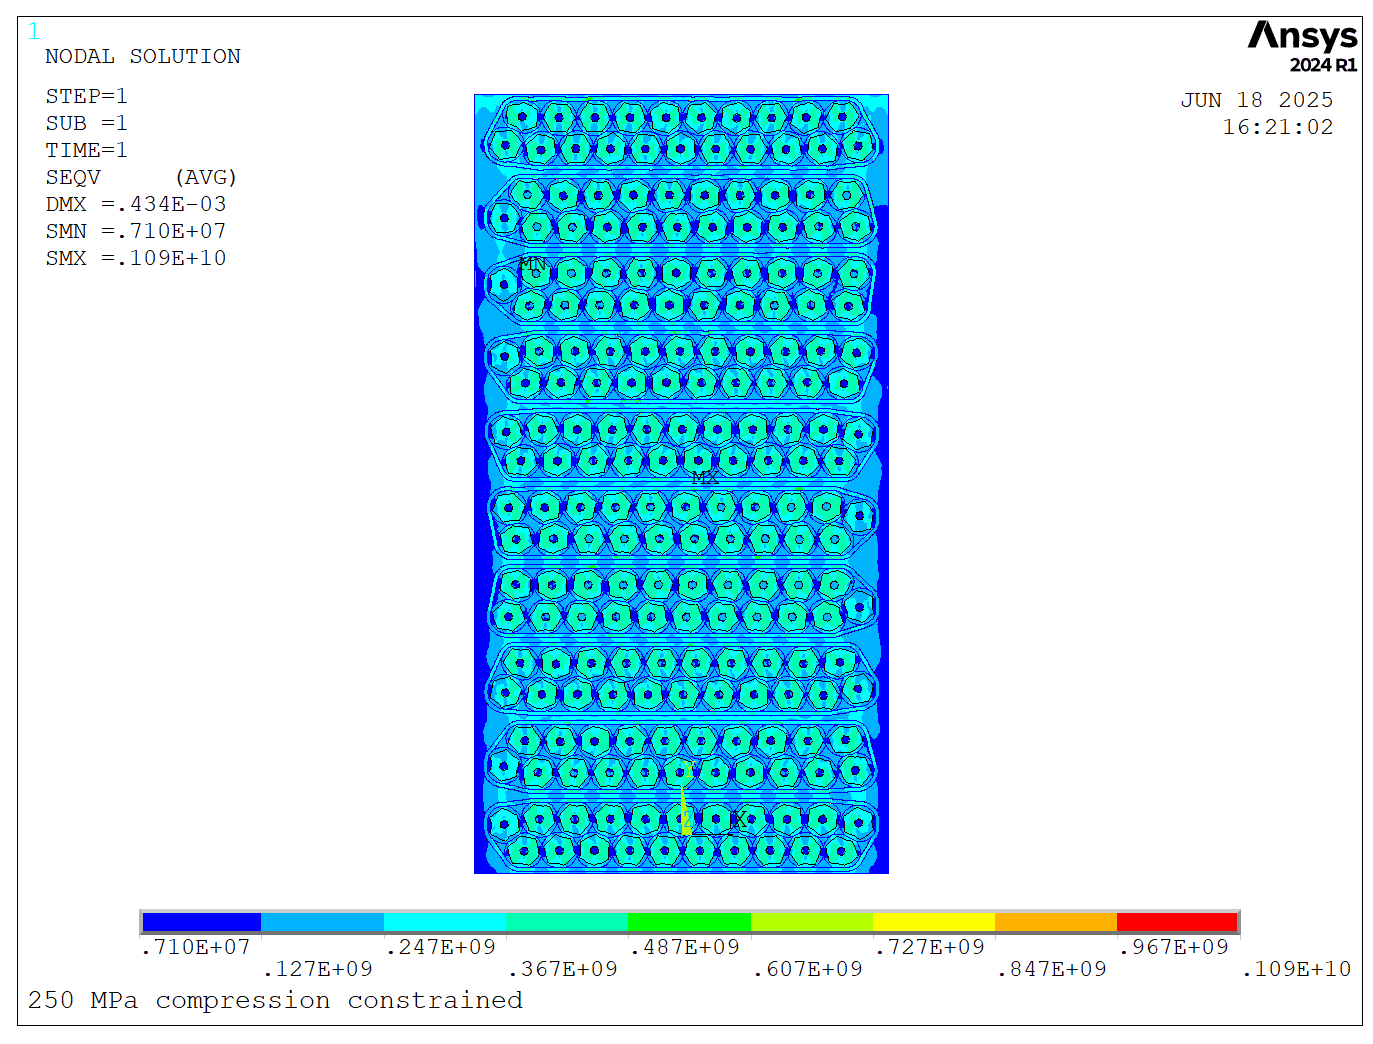 1
Ansys
2024 R1
NODAL SOLUTION
STEP=1
SUB =1
TIME=1
SEQV (AVG)
DMX =.434E-03
SMN =.710E+07
SMX =.109E+10
JUN 18 2025
16:21:02
MN
MX
Y
Z X
.710E+07 .247E+09 .487E+09 .727E+09 .967E+09
.127E+09 .367E+09 .607E+09 .847E+09 .109E+10
250 MPa compression constrained